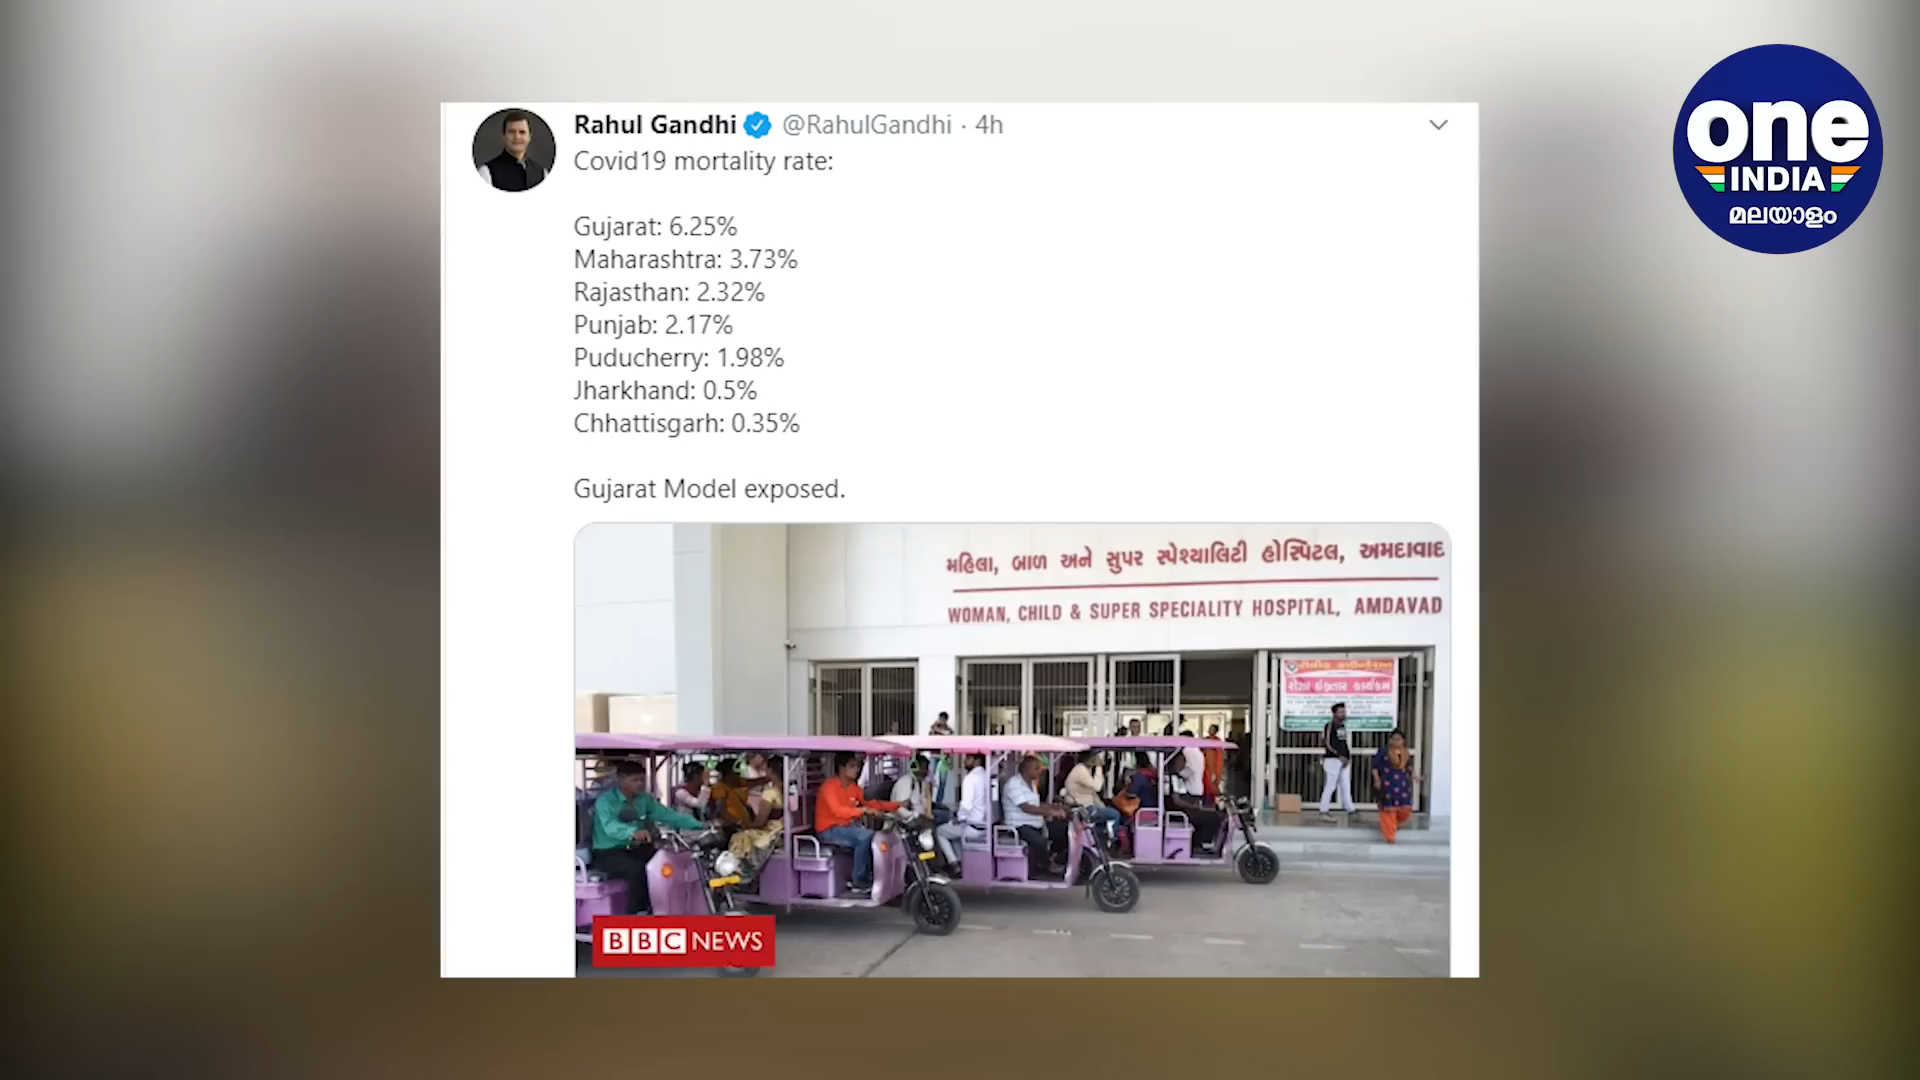 Rahul Gandhi @RahulGandhi · 4h
Covid19 mortality rate:
Gujarat: 6.25%
Maharashtra: 3.73%
Rajasthan: 2.32%
Punjab: 2.17%
Puducherry: 1.98%
Jharkhand: 0.5%
Chhattisgarh: 0.35%
Gujarat Model exposed.
મહિલા, બાળ અને સુપર સ્પેશ્યાલિટી હોસ્પિટલ, અમદાવાદ
WOMAN, CHILD & SUPER SPECIALITY HOSPITAL, AMDAVAD
BBC NEWS
one
INDIA
മലയാളം